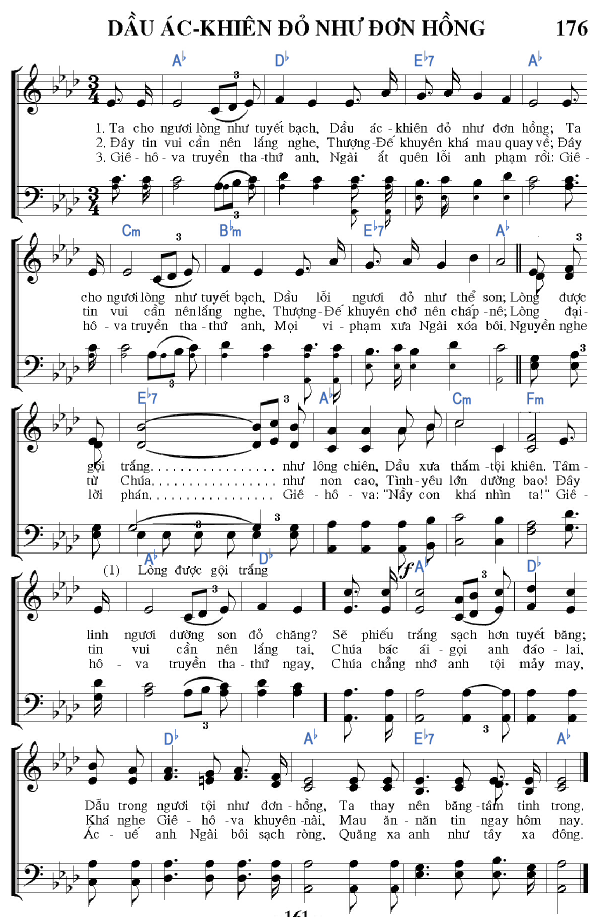 DẦU ÁC-KHIÊN ĐỎ NHƯ ĐƠN HỒNG 176
A♭ D♭ E♭7 A♭
1. Ta cho ngươi lòng như tuyết bạch, Dầu ác-khiên đỏ như đơn hồng; Ta
2. Đây tin vui cần nên lắng nghe, Thượng-Đế khuyên khá mau quay về; Đây
3. Giê-hô-va truyền tha-thứ anh, Ngài ắt quên lỗi anh phạm rồi: Giê-
Cm B♭m E♭7 A♭
cho ngươi lòng như tuyết bạch, Dầu lỗi ngươi đỏ như thể son; Lòng được
tin vui cần nên lắng nghe, Thượng-Đế khuyên chớ nên chấp-nê; Lòng đại-
hô-va truyền tha-thứ anh, Mọi vi-phạm xưa Ngài xóa bôi. Nguyền nghe
E♭7 A♭ Cm Fm
gội trắng................. như lông chiên, Dầu xưa thắm-tội khiên. Tâm-
từ Chúa,................. như non cao, Tình-yêu lớn dường bao! Đây
lời phán,................. Giê-hô-va: "Nầy con khá nhìn ta!" Giê-
(1) Lòng được gội trắng
A♭ D♭ A♭ D♭
3 3 f
linh ngươi dường son đỏ chăng? Sẽ phiếu trắng sạch hơn tuyết băng;
tin vui cần nên lắng tai, Chúa bác ái-gọi anh đáo-lai,
hô-va truyền tha-thứ ngay, Chúa chẳng nhớ anh tội mảy may,
D♭ A♭ E♭7 A♭
Dẫu trong ngươi tội như đơn-hồng, Ta thay nên băng-tâm tinh trong.
Khá nghe Giê-hô-va khuyên-nài, Mau ăn-năn tin ngay hôm nay.
Ác-uế anh Ngài bôi sạch ròng, Quăng xa anh như tây xa đông.
161